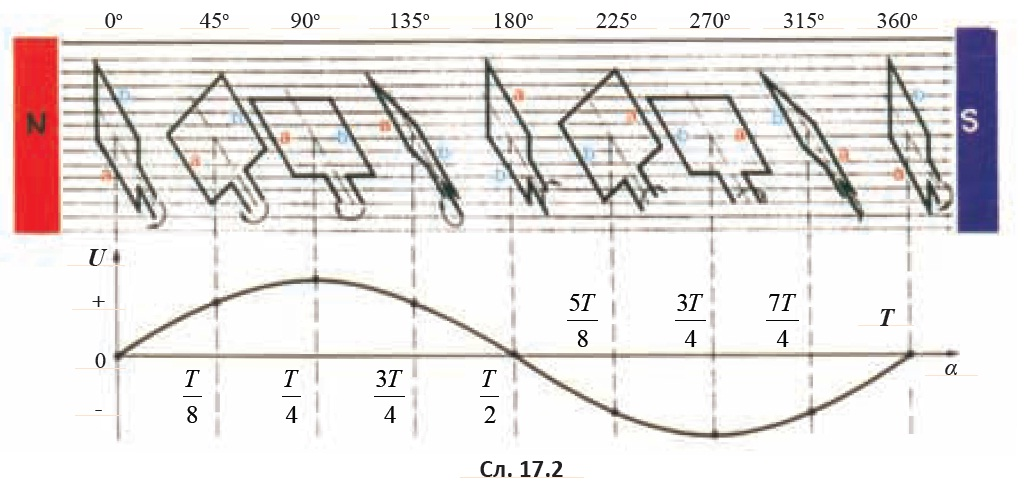 0° 45° 90° 135° 180° 225° 270° 315° 360°
N
b a
a b
a b
a b
a b
b a
b a
b a
b a
S
U
+
0
-
T/8 T/4 3T/4 T/2 5T/8 3T/4 7T/4 T
α
Сл. 17.2